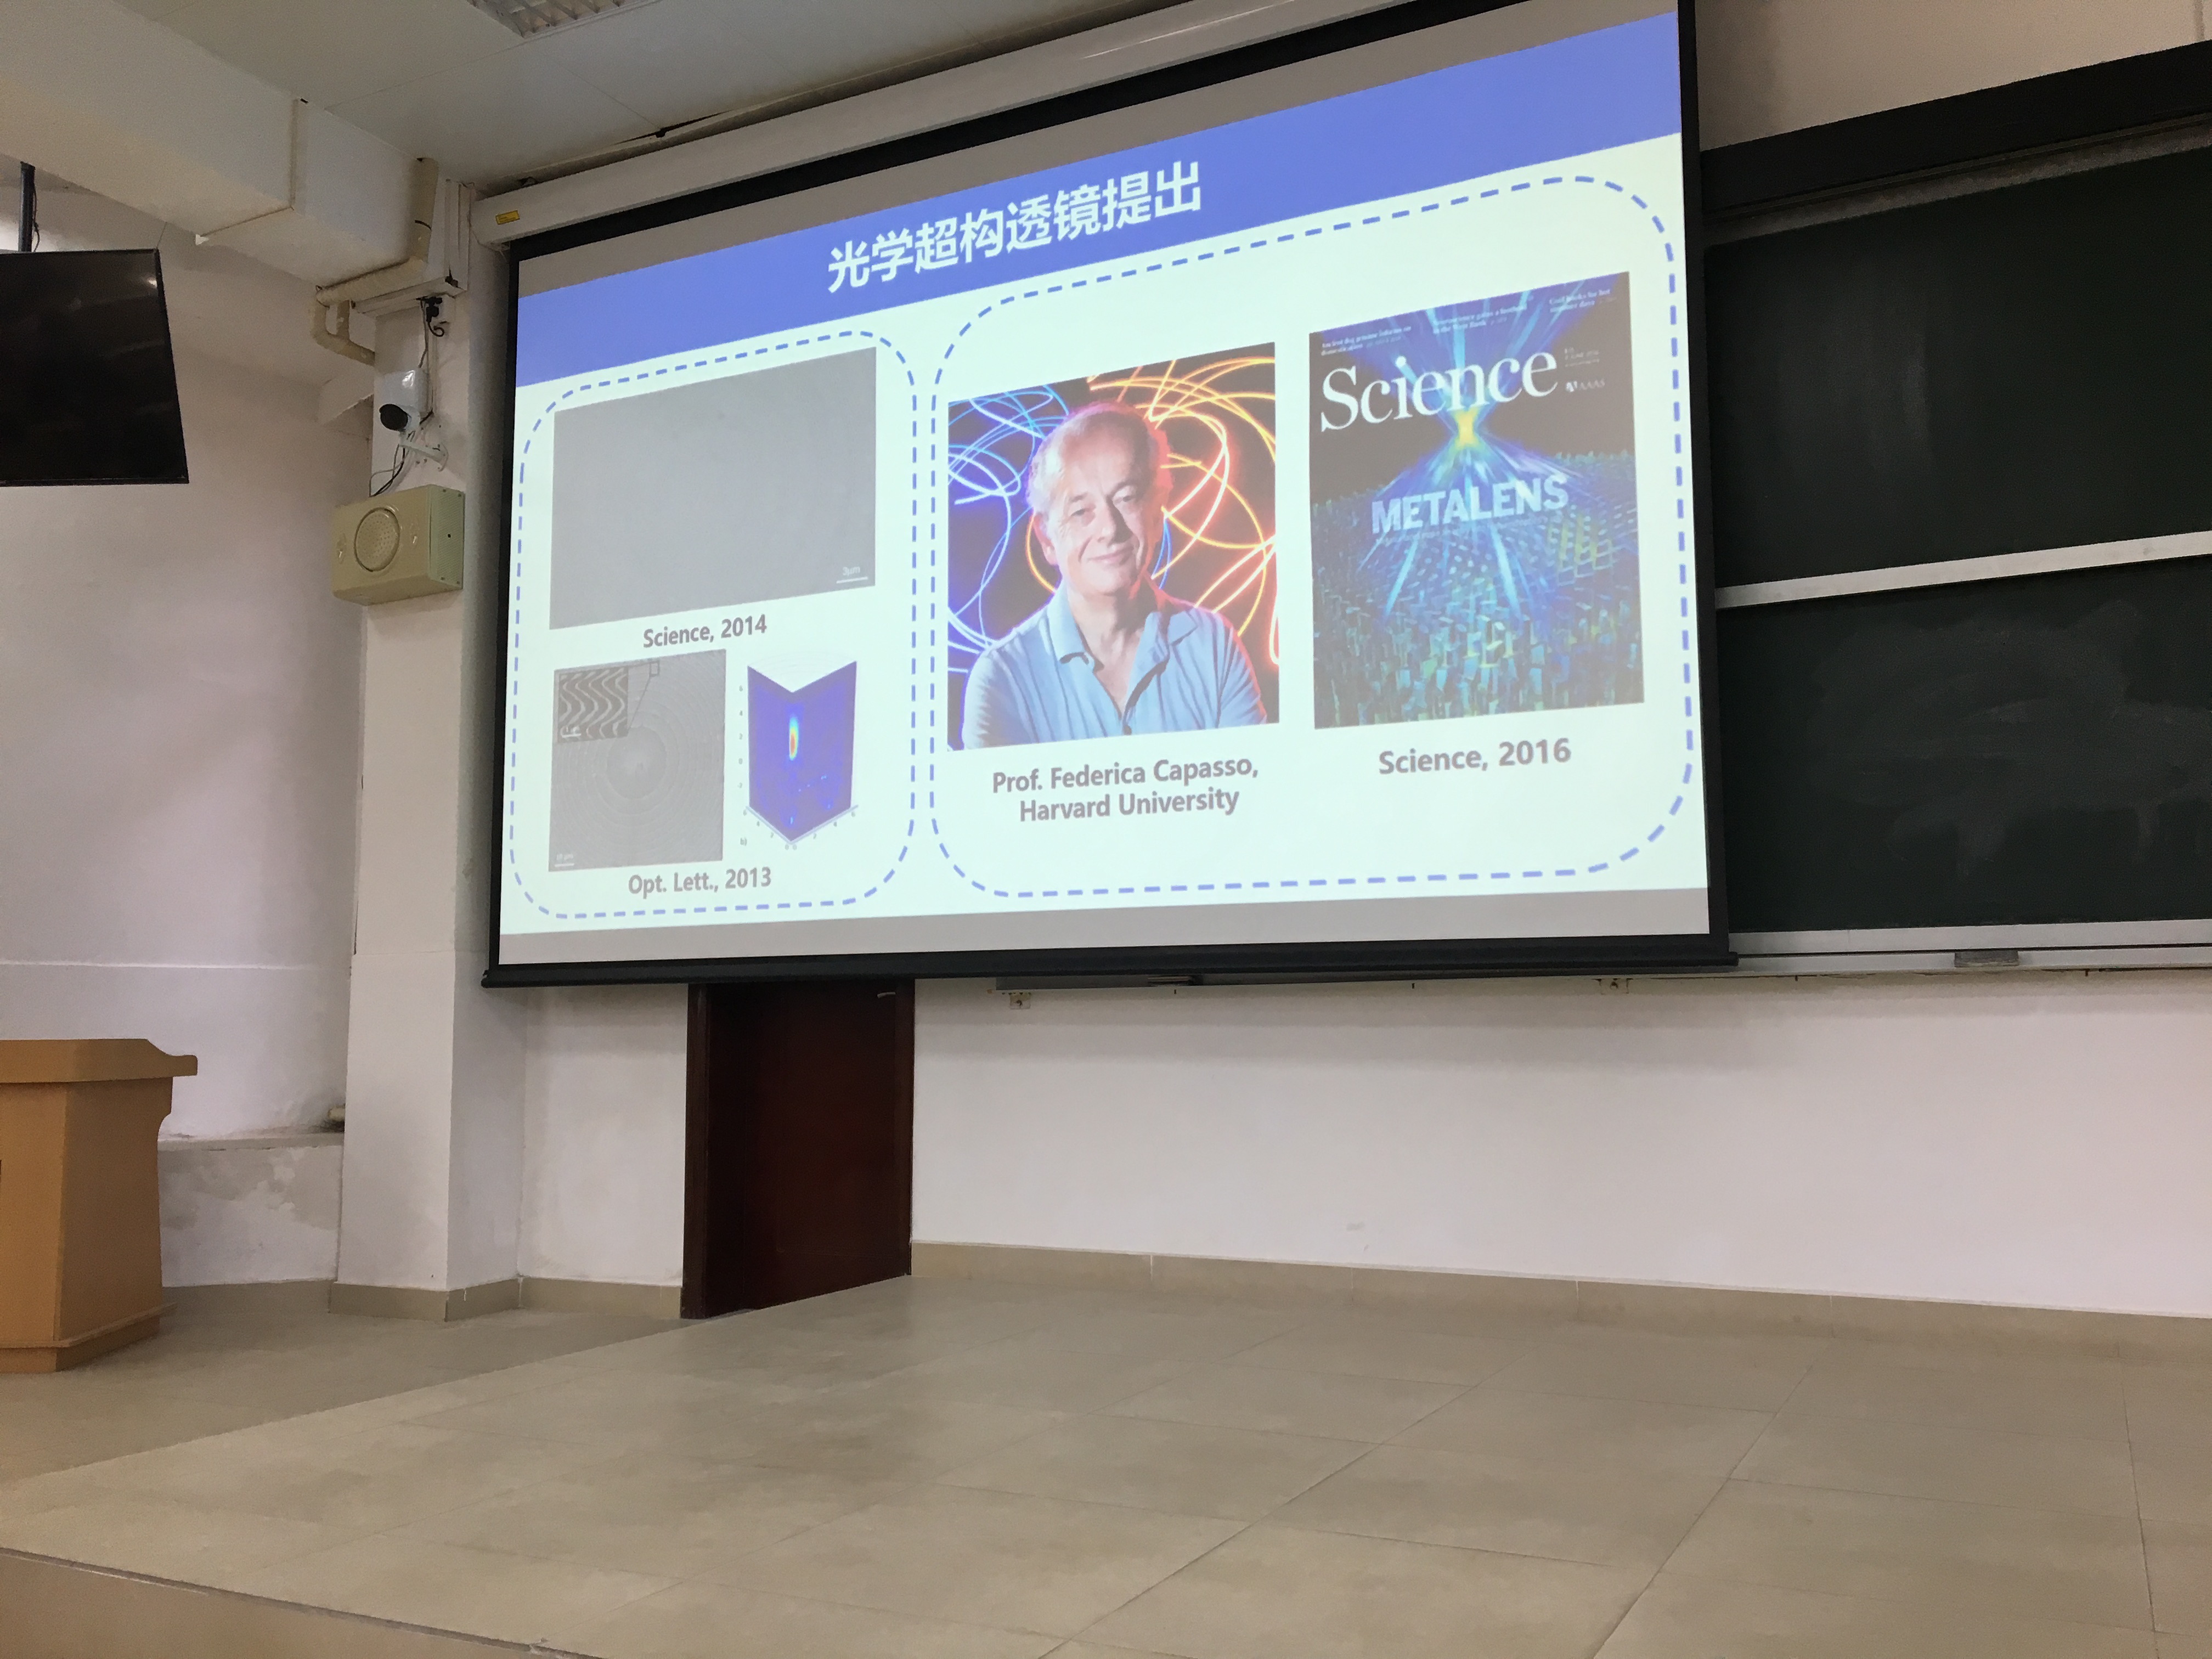 光学超构透镜提出
3μm
Science, 2014
Opt. Lett., 2013
b)
Prof. Federica Capasso,
Harvard University
Science
AAAS
METALENS
Science, 2016